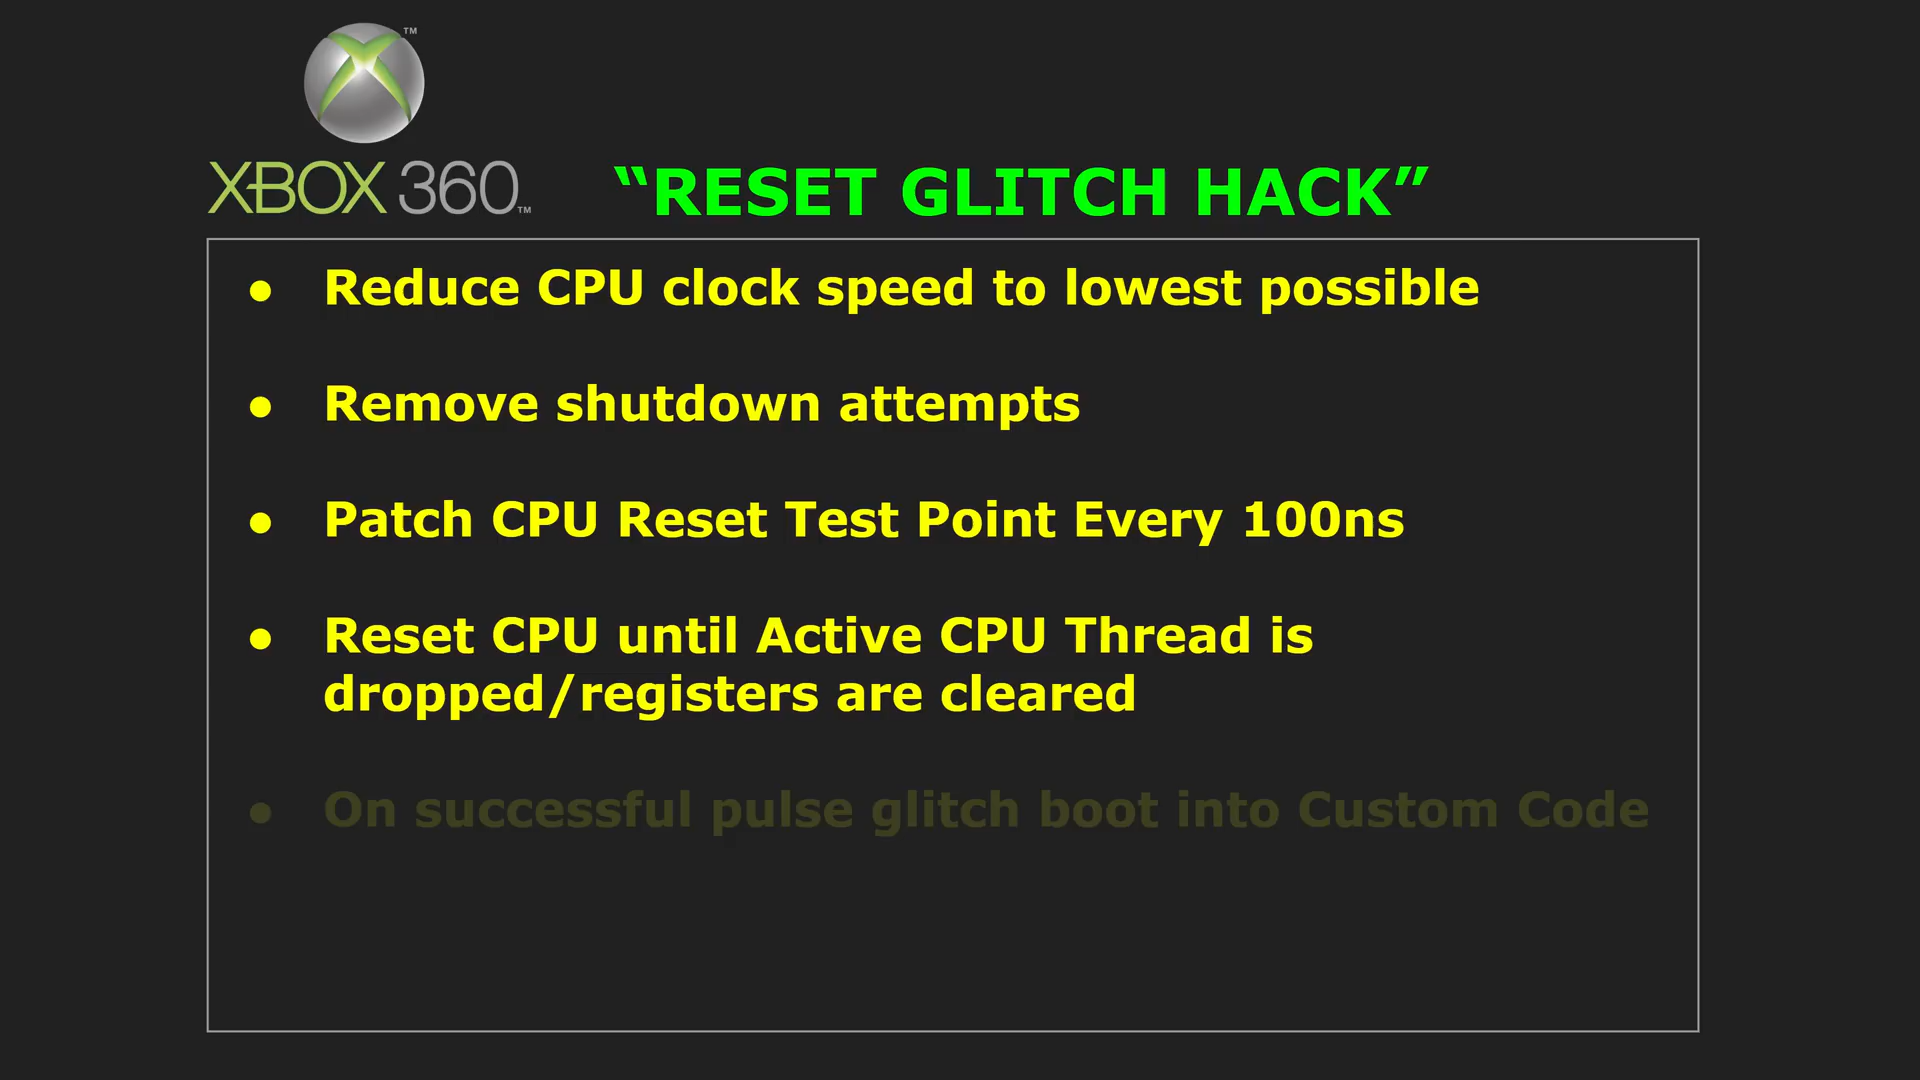 ™
XBOX 360™
“RESET GLITCH HACK”
● Reduce CPU clock speed to lowest possible
● Remove shutdown attempts
● Patch CPU Reset Test Point Every 100ns
● Reset CPU until Active CPU Thread is
dropped/registers are cleared
● On successful pulse glitch boot into Custom Code